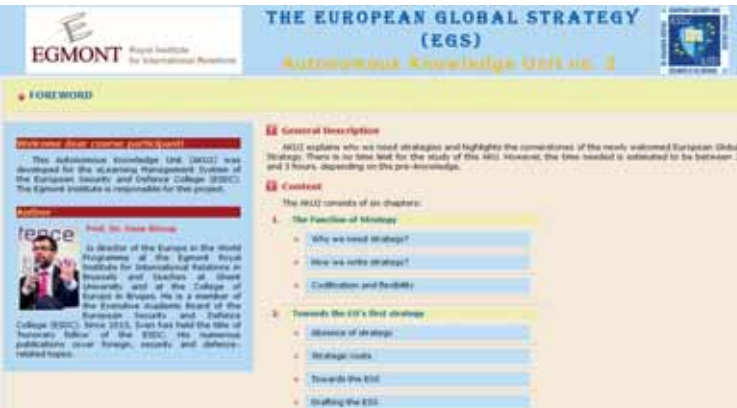 EGMONT Royal Institute
for International Relations
THE EUROPEAN GLOBAL STRATEGY
(EGS)
Autonomous Knowledge Unit no. 2
FOREWORD
Welcome dear course participant!
This Autonomous Knowledge Unit (AKU2) was
developed for the eLearning Management System of
the European Security and Defence College (ESDC).
The Egmont Institute is responsible for this project.
Author
tence
Prof. Dr.
is director of the Europe in the World
Programme at the Egmont Royal
Institute for International Relations in
Brussels and teaches at Ghent
University and at the College of
Europe in Bruges. He is a member of
the Executive Academic Board of the
European Security and Defence
College (ESDC). Since 2015, Sven has held the title of
'honorary fellow' of the ESDC. His numerous
publications cover foreign, security and defence-
related topics.
General Description
AKU2 explains why we need strategies and highlights the cornerstones of the newly welcomed European Global
Strategy. There is no time limit for the study of this AKU. However, the time needed is estimated to be between
and 3 hours, depending on the pre-knowledge.
Content
The AKU2 consists of six chapters:
1. The Function of Strategy
Why we need strategy?
How we write strategy?
Codification and flexibility
2. Towards the EU's first strategy
Absence of strategy
Strategic roots
Towards the ESS
Drafting the ESS